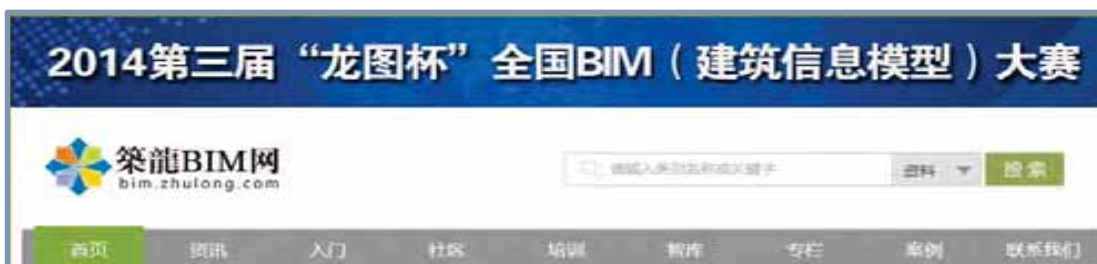 2014第三届“龙图杯”全国BIM（建筑信息模型）大赛
築龍BIM网
bim.zhulong.com
资料 搜索
首页 资讯 入门 社区 培训 智库 专栏 案例 联系我们